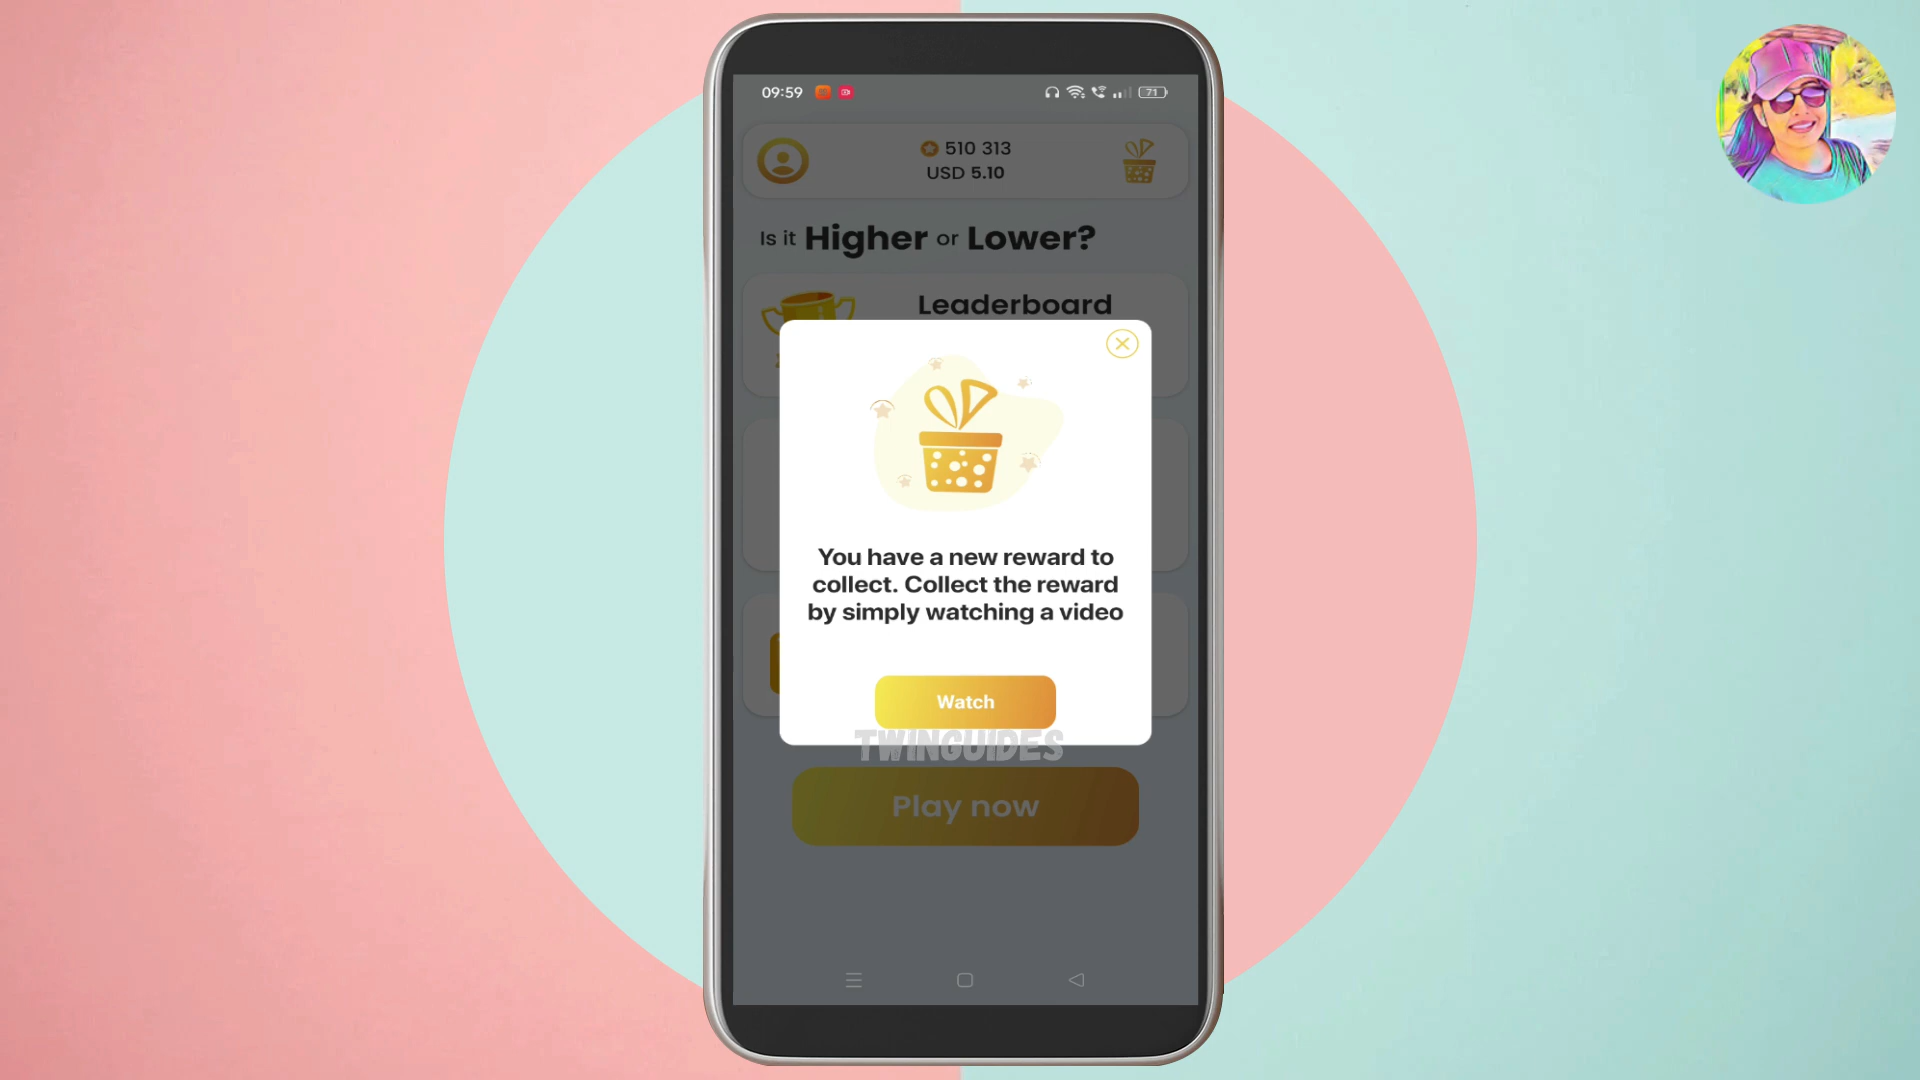 09:59
71
510 313
USD 5.10
Is it Higher or Lower?
Leaderboard
You have a new reward to
collect. Collect the reward
by simply watching a video
Watch
TWINGUIDES
Play now